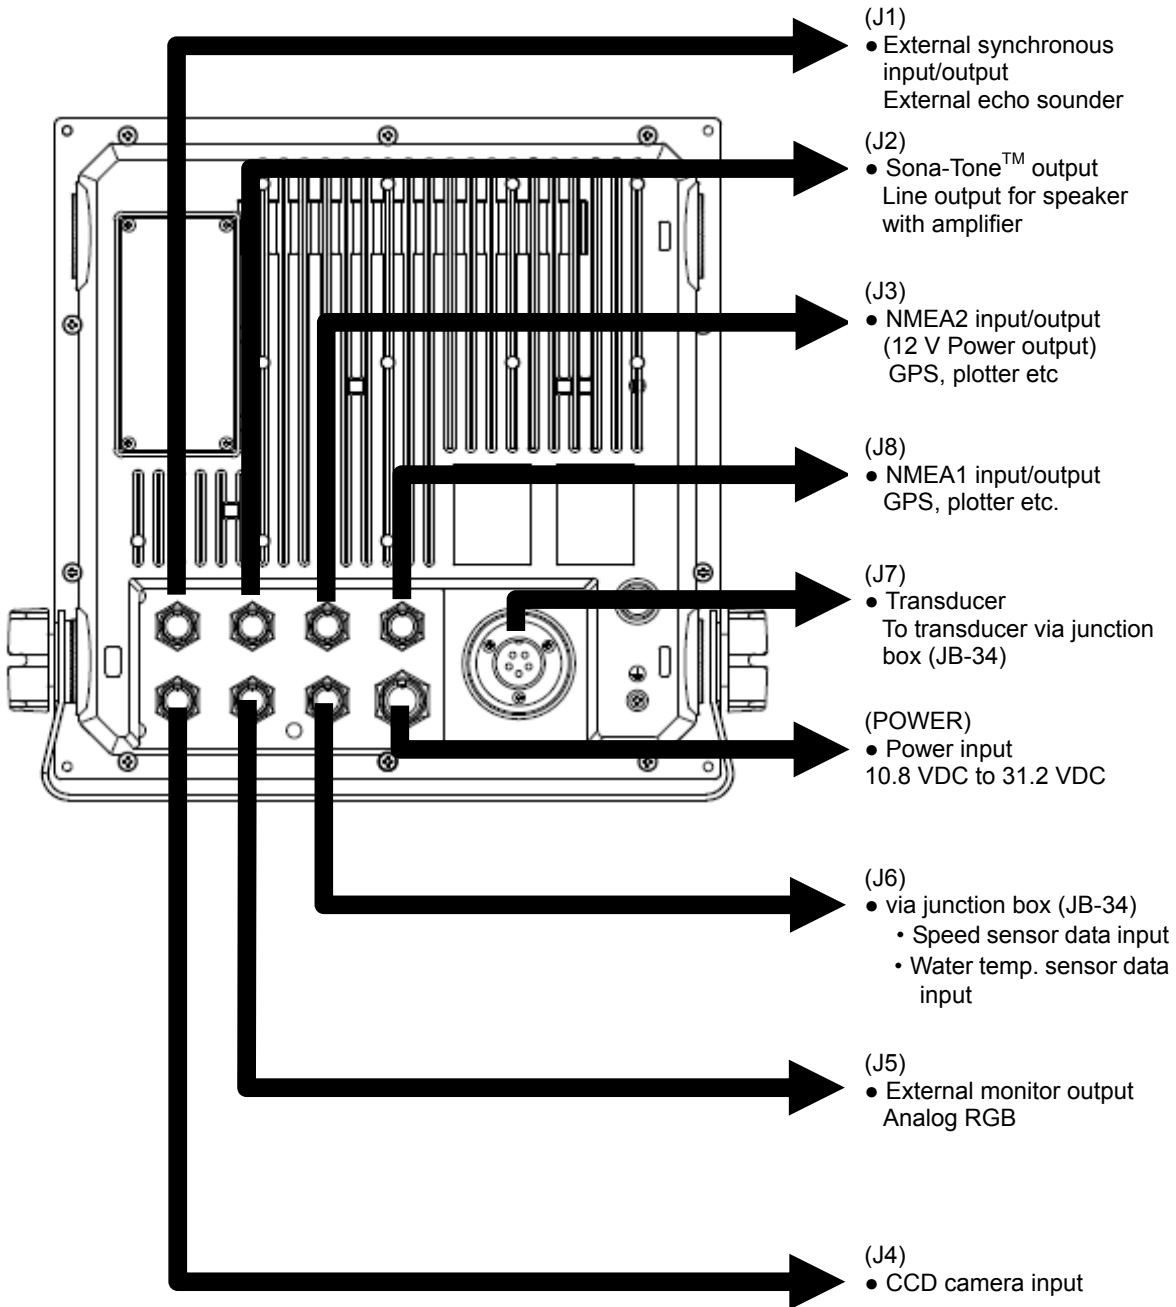 (J1)
● External synchronous
input/output
External echo sounder
(J2)
● Sona-Tone™ output
Line output for speaker
with amplifier
(J3)
● NMEA2 input/output
(12 V Power output)
GPS, plotter etc
(J8)
● NMEA1 input/output
GPS, plotter etc.
(J7)
● Transducer
To transducer via junction
box (JB-34)
(POWER)
● Power input
10.8 VDC to 31.2 VDC
(J6)
● via junction box (JB-34)
・Speed sensor data input
・Water temp. sensor data
input
(J5)
● External monitor output
Analog RGB
(J4)
● CCD camera input